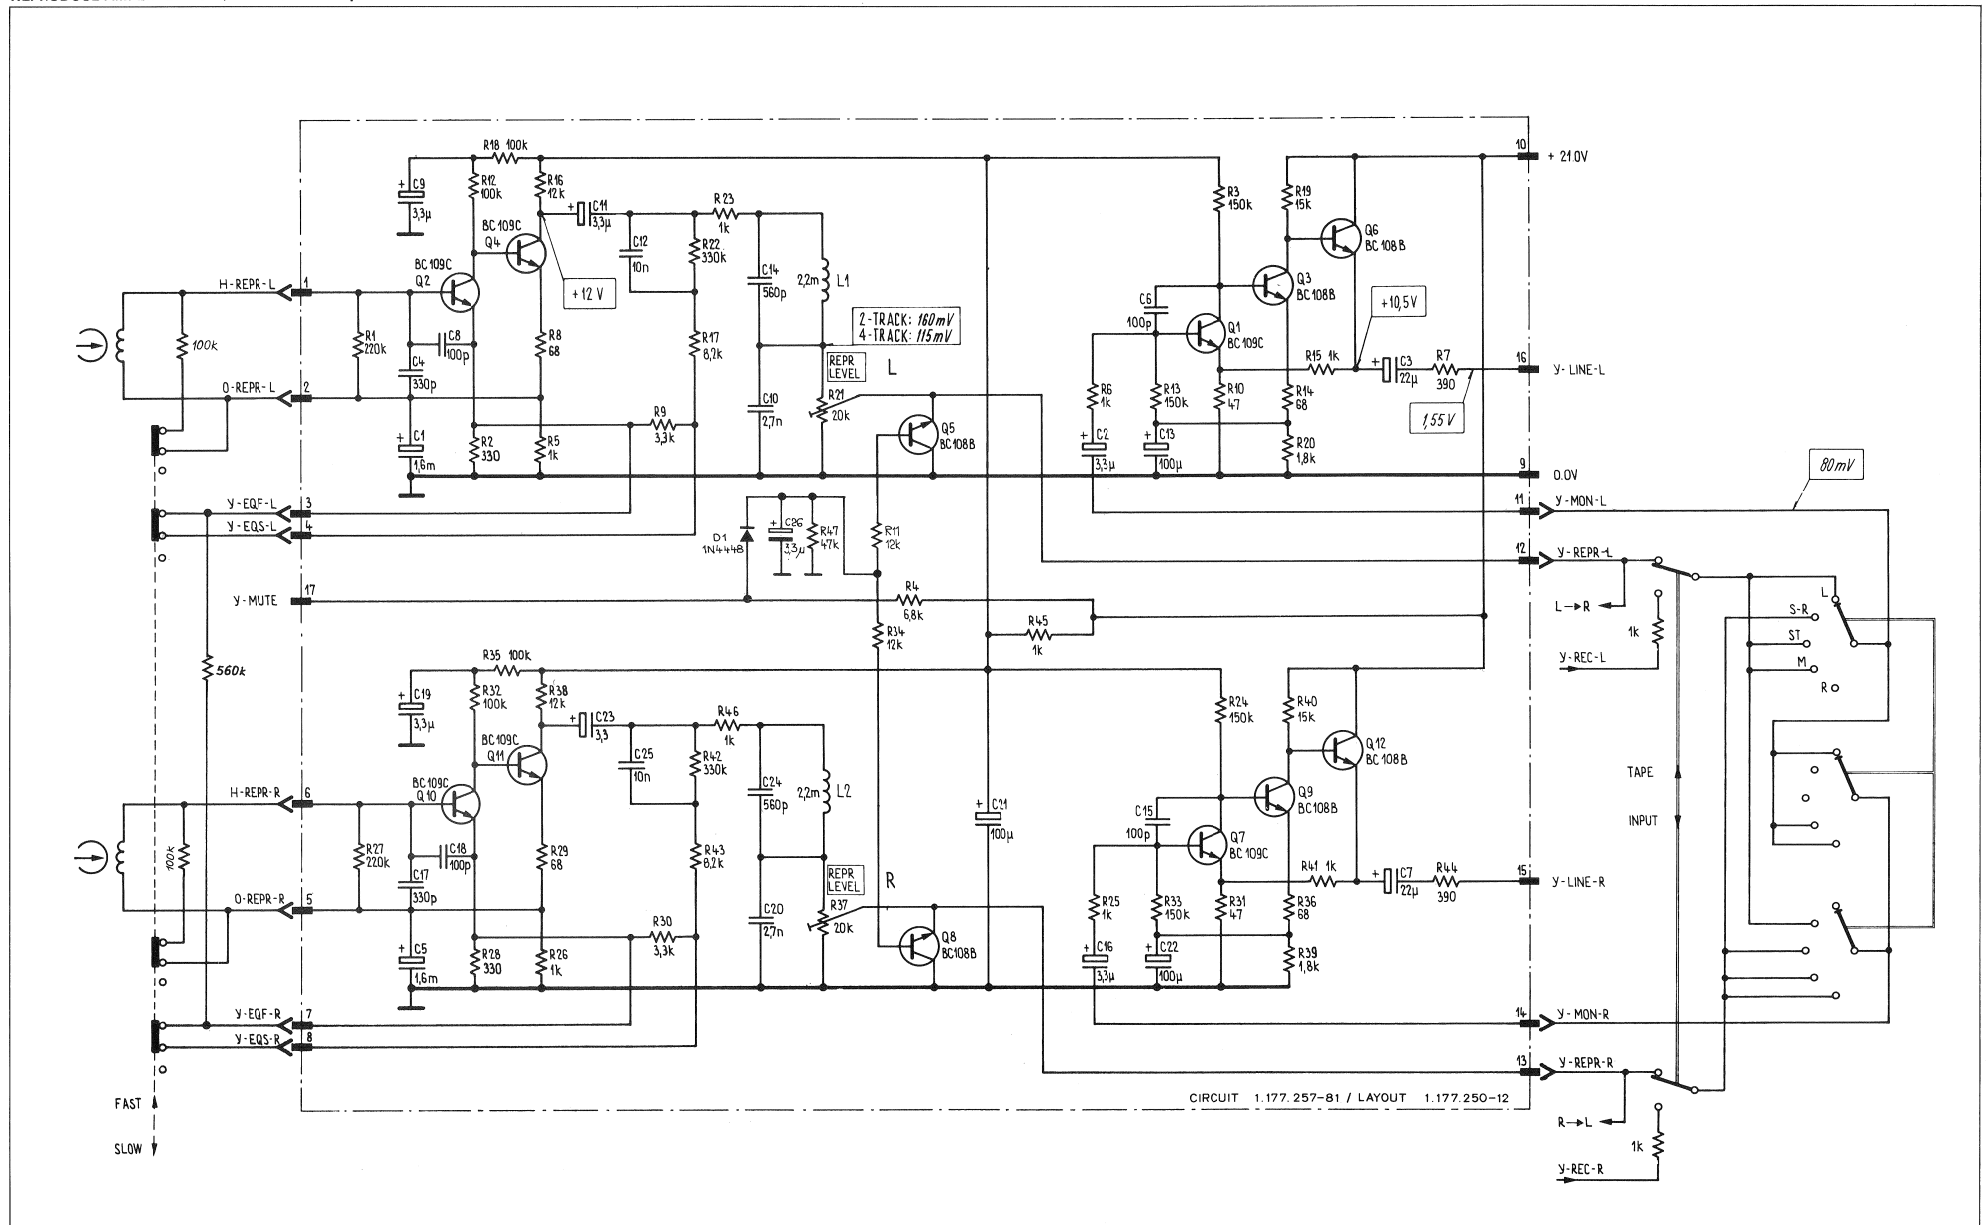 10
+ 21.0V
R18 100k
R12
100k
R16
12k
+
C9
3,3µ
+
C11
3,3µ
R 23
1k
R3
150k
R19
15k
BC 109C
Q4
C12
10n
R22
330k
Q6
BC 108B
BC 109C
Q2
C14
560p
2,2m
L1
Q3
BC 108B
H-REPR-L
1
+12 V
+10,5V
C6
100p
2-TRACK: 160mV
4-TRACK: 115mV
Q1
BC109C
100k
R1
220k
C8
100p
C4
330p
R8
68
R17
8,2k
REPR
LEVEL
L
R15 1k
+
C3
22µ
R7
390
16
Y-LINE-L
O-REPR-L
2
R6
1k
R13
150k
R10
47
R14
68
R9
3,3k
C10
2,7n
R21
20k
1,55V
+
C1
1,6m
R2
330
R5
1k
Q5
BC108B
+
C2
3,3µ
+
C13
100µ
R20
1,8k
9
0.0V
80mV
Y-EQF-L
3
11
Y-MON-L
Y-EQS-L
4
D1
1N4448
+
C26
3,3µ
R47
47k
R11
12k
12
Y-REPR-L
Y-MUTE
17
R4
6,8k
L→R
L
S-R
R34
12k
R45
1k
1k
ST
560k
R35 100k
Y-REC-L
M
R
+
C19
3,3µ
R32
100k
R38
12k
+
C23
3,3
R46
1k
R24
150k
R40
15k
BC109C
Q11
C25
10n
R42
330k
Q12
BC 108B
TAPE
BC109C
Q10
C24
560p
2,2m
L2
Q9
BC108B
H-REPR-R
6
+
C21
100µ
C15
100p
INPUT
Q7
BC 109C
100k
R27
220k
C18
100p
C17
330p
R29
68
R43
8,2k
REPR
LEVEL
R
R41 1k
+
C7
22µ
R44
390
15
Y-LINE-R
O-REPR-R
5
R25
1k
R33
150k
R31
47
R36
68
R30
3,3K
C20
2,7n
R37
20k
+
C5
1,6m
R28
330
R26
1k
Q8
BC108B
+
C16
3,3µ
+
C22
100µ
R39
1,8k
Y-EQF-R
7
14
Y-MON-R
Y-EQS-R
8
13
Y-REPR-R
FAST
CIRCUIT 1.177.257-81 / LAYOUT 1.177.250-12
R→L
SLOW
1k
Y-REC-R